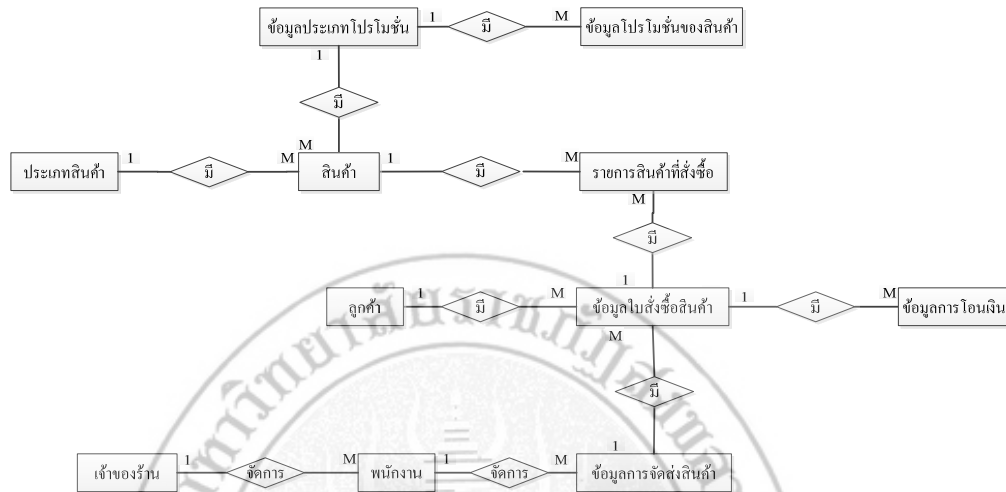 ข้อมูลประเภทโปรโมชั่น 1 มี M ข้อมูลโปรโมชั่นของสินค้า
1
มี
M
ประเภทสินค้า 1 มี M สินค้า 1 มี M รายการสินค้าที่สั่งซื้อ
M
มี
1
ลูกค้า 1 มี M ข้อมูลใบสั่งซื้อสินค้า 1 มี M ข้อมูลการโอนเงิน
M
มี
1
เจ้าของร้าน 1 จัดการ M พนักงาน 1 จัดการ M ข้อมูลการจัดส่งสินค้า